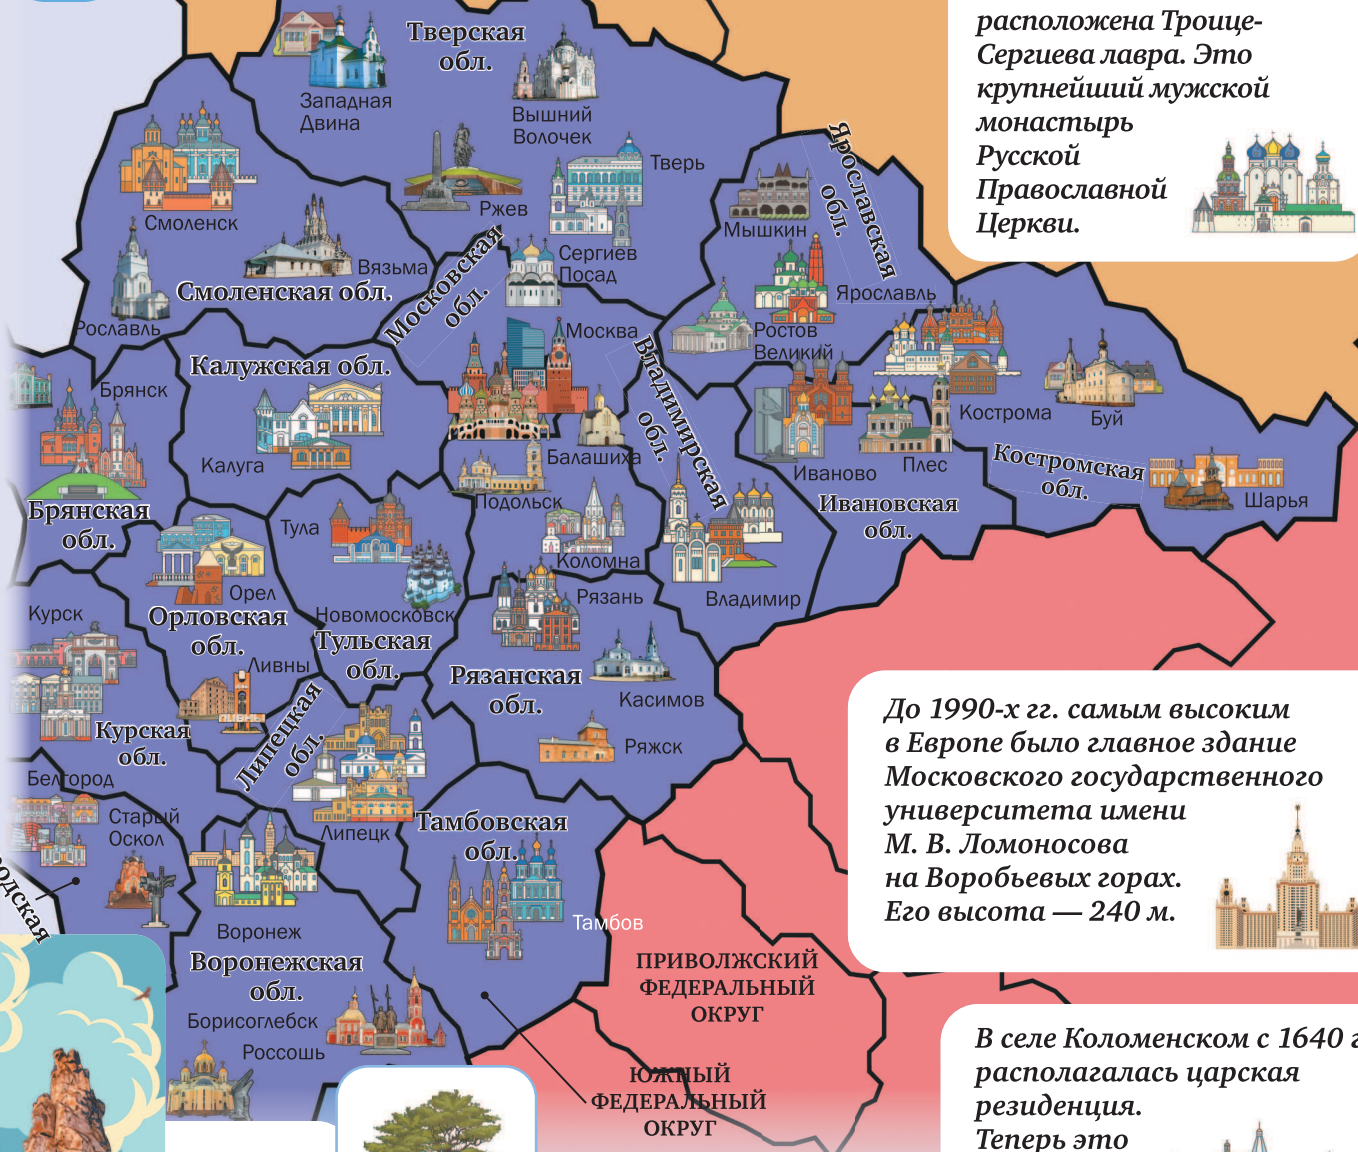 Тверская
обл.
Западная
Двина
Вышний
Волочек
Тверь
Ржев
Смоленск
Вязьма
Смоленская обл.
Рославль
Московская
обл.
Сергиев
Посад
Москва
Балашиха
Подольск
Коломна
Ярославская
обл.
Мышкин
Ярославль
Ростов
Великий
Владимирская
обл.
Владимир
Кострома
Буй
Костромская
обл.
Шарья
Иваново
Плес
Ивановская
обл.
Калужская обл.
Калуга
Брянск
Брянская
обл.
Тула
Новомосковск
Тульская
обл.
Орел
Орловская
обл.
Ливны
Курск
Курская
обл.
Рязань
Рязанская
обл.
Касимов
Ряжск
Липецкая
обл.
Липецк
Белгород
Старый
Оскол
одская
Тамбовская
обл.
Тамбов
Воронеж
Воронежская
обл.
Борисоглебск
Россошь
ПРИВОЛЖСКИЙ
ФЕДЕРАЛЬНЫЙ
ОКРУГ
ЮЖНЫЙ
ФЕДЕРАЛЬНЫЙ
ОКРУГ
расположена Троице-
Сергиева лавра. Это
крупнейший мужской
монастырь
Русской
Православной
Церкви.
До 1990-х гг. самым высоким
в Европе было главное здание
Московского государственного
университета имени
М. В. Ломоносова
на Воробьевых горах.
Его высота — 240 м.
В селе Коломенском с 1640 г
располагалась царская
резиденция.
Теперь это